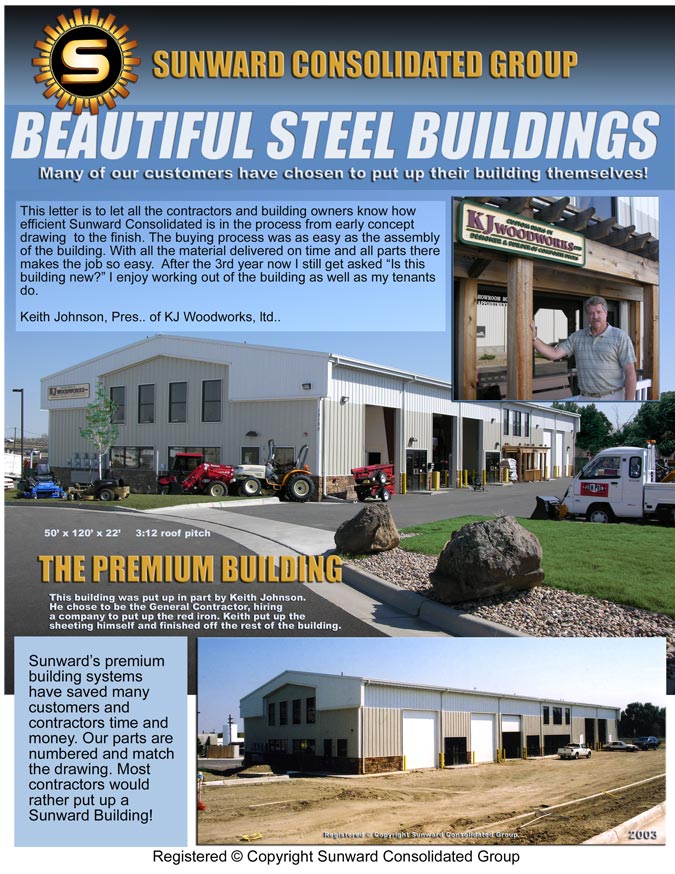 S
SUNWARD CONSOLIDATED GROUP
BEAUTIFUL STEEL BUILDINGS
Many of our customers have chosen to put up their building themselves!
This letter is to let all the contractors and building owners know how
efficient Sunward Consolidated is in the process from early concept
drawing to the finish. The buying process was as easy as the assembly
of the building. With all the material delivered on time and all parts there
makes the job so easy. After the 3rd year now I still get asked “Is this
building new?” I enjoy working out of the building as well as my tenants
do.
Keith Johnson, Pres.. of KJ Woodworks, ltd..
KJ WOODWORKS
DESIGNER & BUILDER OF
SHOWROOM
KJ WOODWORKS
50’ x 120’ x 22’ 3:12 roof pitch
THE PREMIUM BUILDING
This building was put up in part by Keith Johnson.
He chose to be the General Contractor, hiring
a company to put up the red iron. Keith put up the
sheeting himself and finished off the rest of the building.
Sunward’s premium
building systems
have saved many
customers and
contractors time and
money. Our parts are
numbered and match
the drawing. Most
contractors would
rather put up a
Sunward Building!
Registered © Copyright Sunward Consolidated Group
2003
Registered © Copyright Sunward Consolidated Group